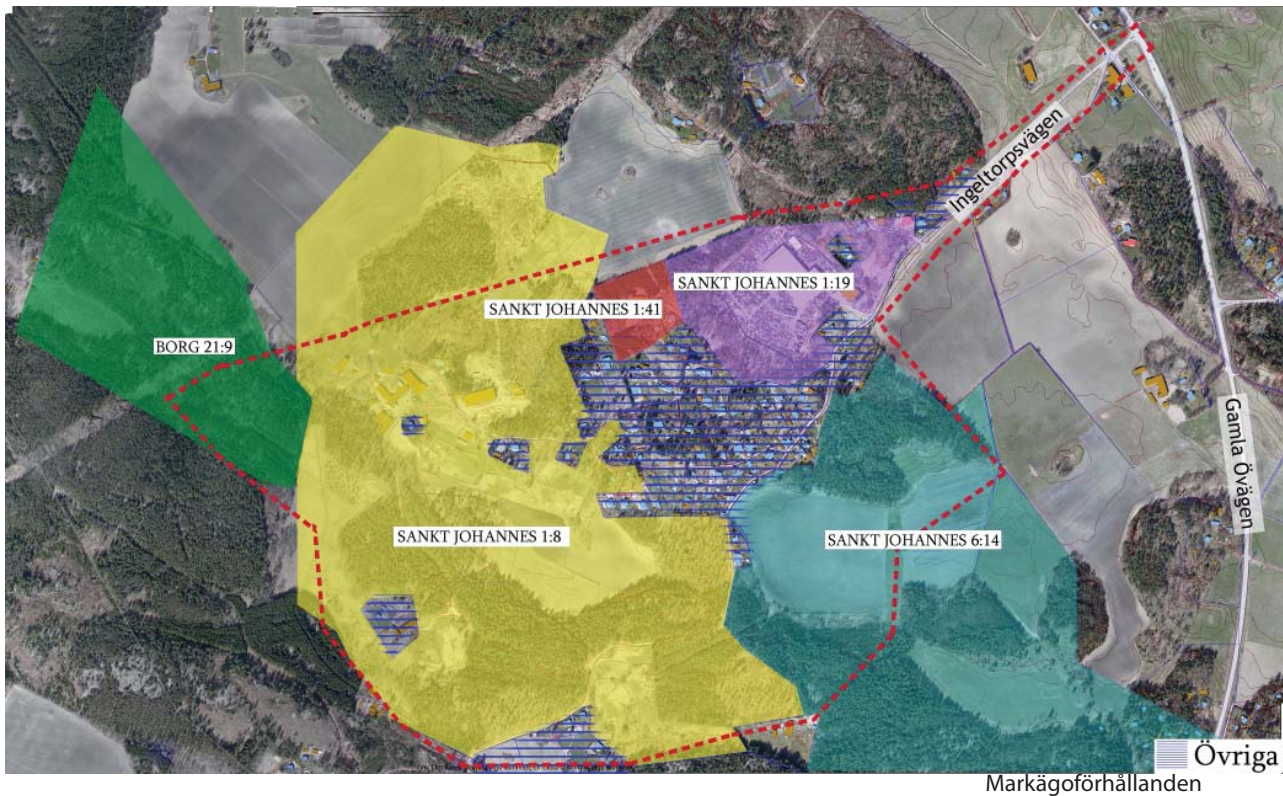 Ingeltorpsvägen
SANKT JOHANNES 1:19
SANKT JOHANNES 1:41
BORG 21:9
Gamla Övägen
SANKT JOHANNES 1:8
SANKT JOHANNES 6:14
Övriga
Markägoförhållanden